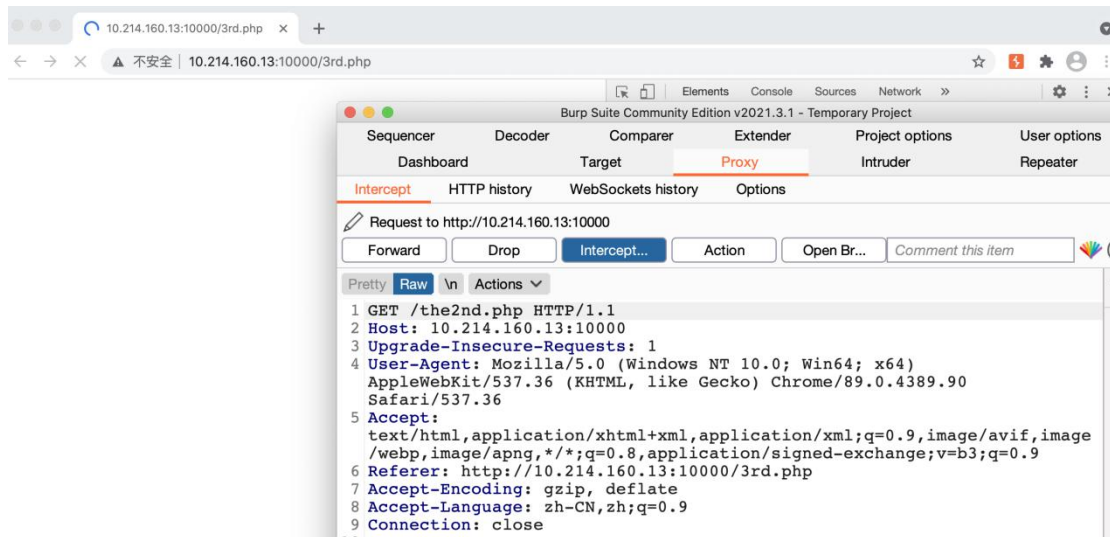 10.214.160.13:10000/3rd.php
不安全 | 10.214.160.13:10000/3rd.php
Elements Console Sources Network »
Burp Suite Community Edition v2021.3.1 - Temporary Project
Sequencer Decoder Comparer Extender Project options User options
Dashboard Target Proxy Intruder Repeater
Intercept HTTP history WebSockets history Options
Request to http://10.214.160.13:10000
Forward Drop Intercept... Action Open Br... Comment this item
Pretty Raw \n Actions
1 GET /the2nd.php HTTP/1.1
2 Host: 10.214.160.13:10000
3 Upgrade-Insecure-Requests: 1
4 User-Agent: Mozilla/5.0 (Windows NT 10.0; Win64; x64)
AppleWebKit/537.36 (KHTML, like Gecko) Chrome/89.0.4389.90
Safari/537.36
5 Accept:
text/html,application/xhtml+xml,application/xml;q=0.9,image/avif,image
/webp,image/apng,*/*;q=0.8,application/signed-exchange;v=b3;q=0.9
6 Referer: http://10.214.160.13:10000/3rd.php
7 Accept-Encoding: gzip, deflate
8 Accept-Language: zh-CN,zh;q=0.9
9 Connection: close